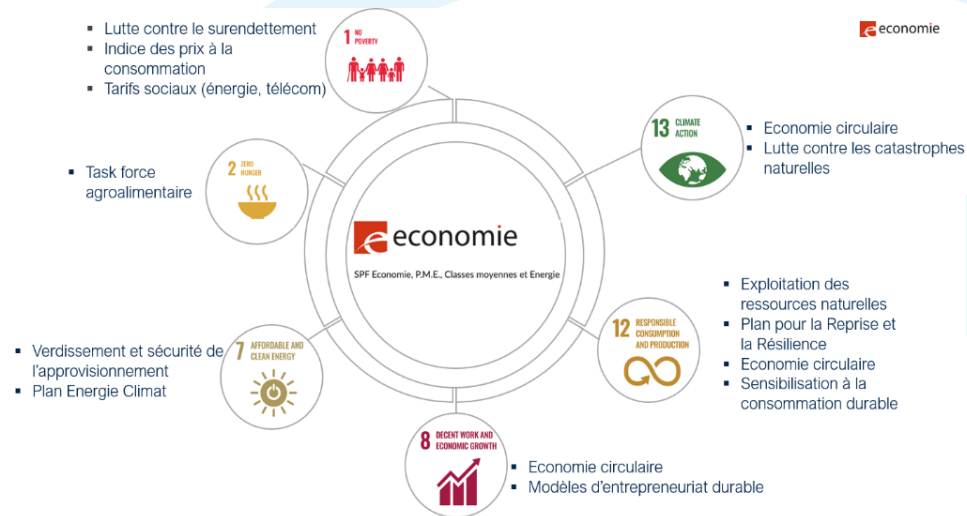 economie
▪ Lutte contre le surendettement
▪ Indice des prix à la
consommation
▪ Tarifs sociaux (énergie, télécom)
1 NO
POVERTY
13 CLIMATE
ACTION
▪ Economie circulaire
▪ Lutte contre les catastrophes
naturelles
▪ Task force
agroalimentaire
2 ZERO
HUNGER
economie
SPF Economie, P.M.E., Classes moyennes et Energie
▪ Exploitation des
ressources naturelles
▪ Plan pour la Reprise et
la Résilience
▪ Economie circulaire
▪ Sensibilisation à la
consommation durable
12 RESPONSIBLE
CONSUMPTION
AND PRODUCTION
▪ Verdissement et sécurité de
l'approvisionnement
▪ Plan Energie Climat
7 AFFORDABLE AND
CLEAN ENERGY
8 DECENT WORK AND
ECONOMIC GROWTH
▪ Economie circulaire
▪ Modèles d'entrepreneuriat durable